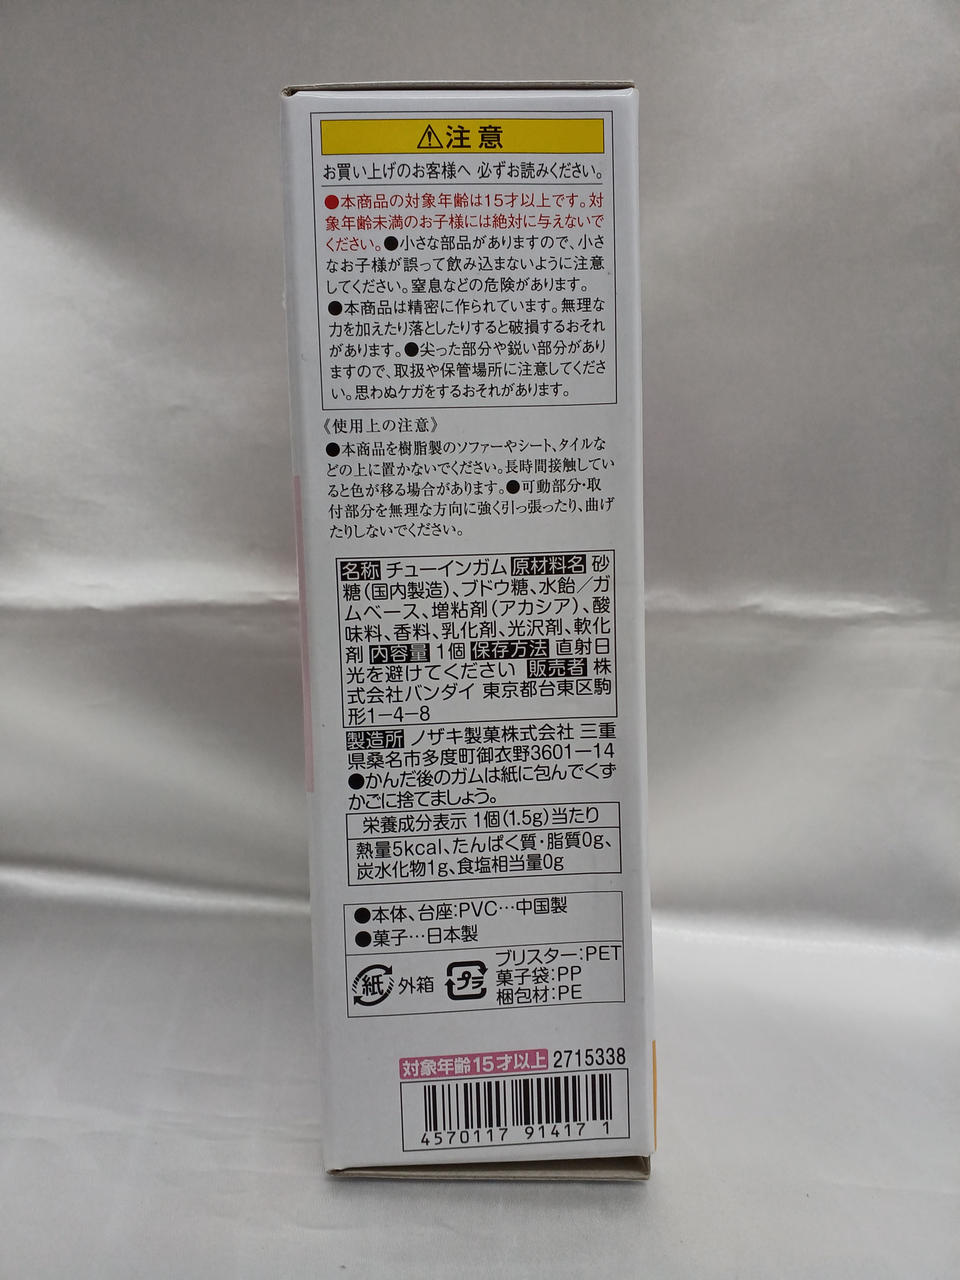 ⚠注意
お買い上げのお客様へ 必ずお読みください。
●本商品の対象年齢は15才以上です。対
象年齢未満のお子様には絶対に与えないで
ください。●小さな部品がありますので、小さ
なお子様が誤って飲み込まないように注意
してください。窒息などの危険があります。
●本商品は精密に作られています。無理な
力を加えたり落としたりすると破損するおそれ
があります。●尖った部分や鋭い部分があり
ますので、取扱や保管場所に注意してくださ
い。思わぬケガをするおそれがあります。
《使用上の注意》
●本商品を樹脂製のソファーやシート、タイルな
どの上に置かないでください。長時間接触してい
ると色が移る場合があります。●可動部分・取
付部分を無理な方向に強く引っ張ったり、曲げ
たりしないでください。
名称 チューインガム 原材料名 砂
糖(国内製造)、ブドウ糖、水飴／ガ
ムベース、増粘剤(アカシア)、酸
味料、香料、乳化剤、光沢剤、軟化
剤 内容量 1個 保存方法 直射日
光を避けてください 販売者 株
式会社バンダイ 東京都台東区駒
形1−4−8
製造所 ノザキ製菓株式会社 三重
県桑名市多度町御衣野3601−14
●かんだ後のガムは紙に包んでくず
かごに捨てましょう。
栄養成分表示 1個(1.5g)当たり
熱量5kcal、たんぱく質・脂質0g、
炭水化物1g、食塩相当量0g
●本体、台座：PVC…中国製
●菓子…日本製
紙 外箱 プラ ブリスター：PET
菓子袋：PP
梱包材：PE
対象年齢15才以上 2715338
4570117 91417 1